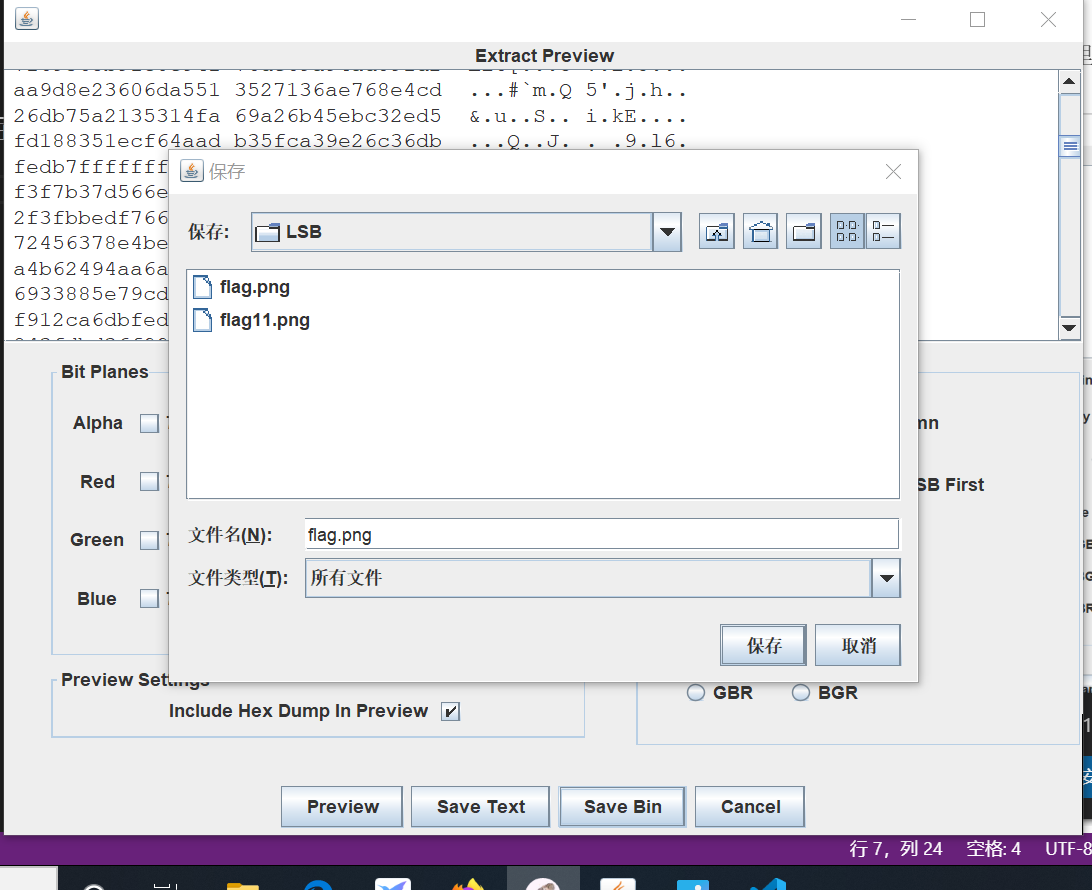 Extract Preview
aa9d8e23606da551 3527136ae768e4cd ...#`m.Q 5'.j.h..
26db75a2135314fa 69a26b45ebc32ed5 &.u..S.. i.kE....
fd188351ecf64aad b35fca39e26c36db ...Q..J. . .9.l6.
fedb7fffffff
f3f7b37d566e
2f3fbbedf766
72456378e4be
a4b62494aa6a
6933885e79cd
f912ca6dbfed
保存
保存:
LSB
flag.png
flag11.png
文件名(N):
flag.png
文件类型(T):
所有文件
保存
取消
Bit Planes
Alpha
mn
Red
SB First
Green
Blue
Preview Settings
Include Hex Dump In Preview
GBR
BGR
Preview
Save Text
Save Bin
Cancel
行 7，列 24
空格: 4
UTF-8